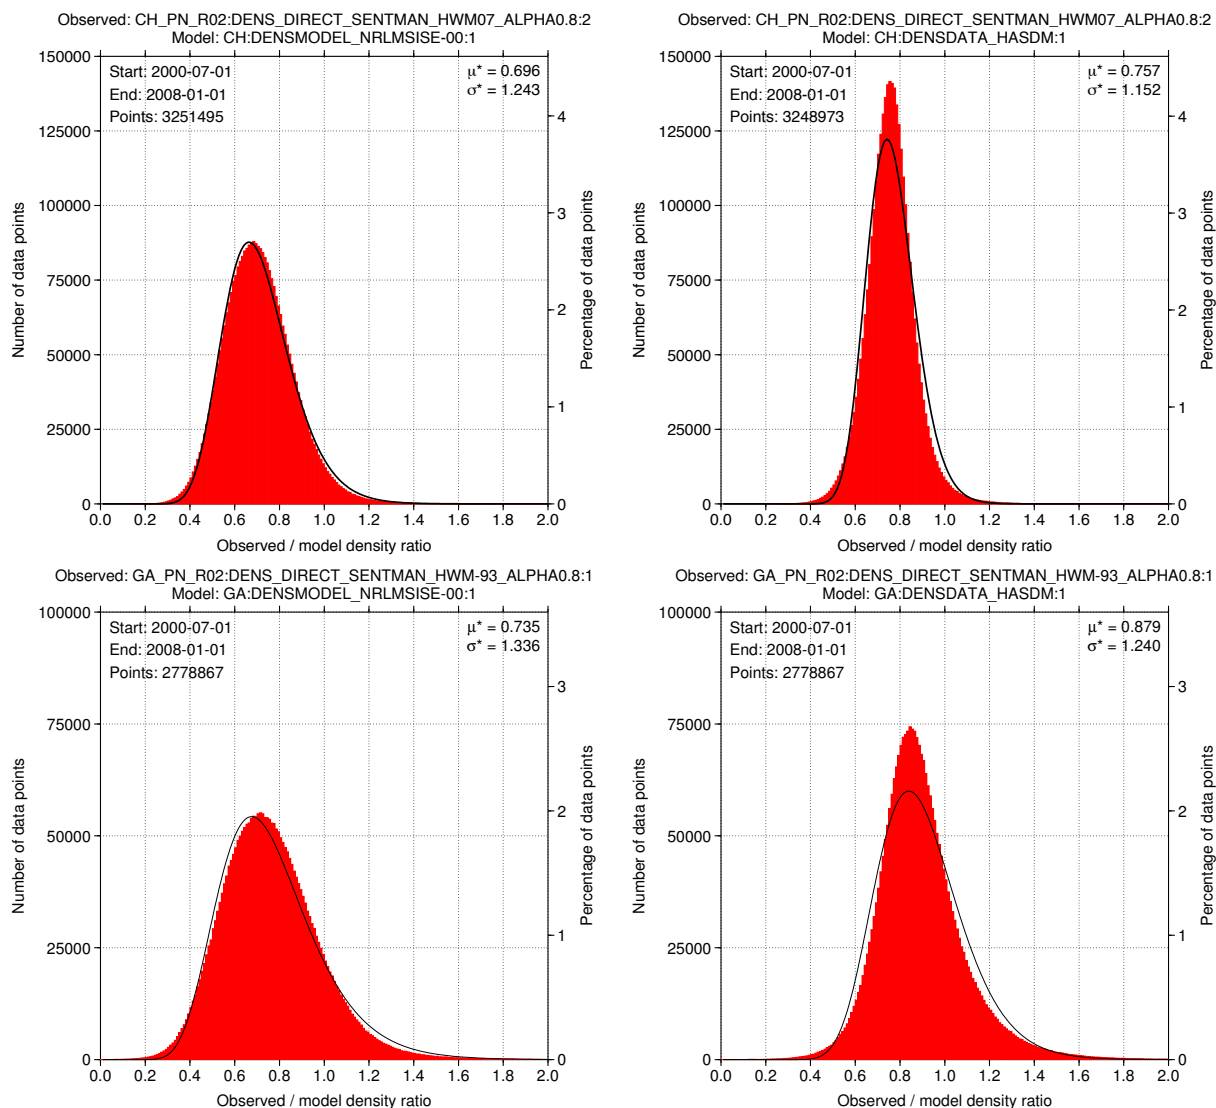 Observed: CH_PN_R02:DENS_DIRECT_SENTMAN_HWM07_ALPHA0.8:2
Model: CH:DENSMODEL_NRLMSISE-00:1
150000
125000
100000
75000
50000
25000
0
Number of data points
Start: 2000-07-01
End: 2008-01-01
Points: 3251495
μ* = 0.696
σ* = 1.243
4
3
2
1
0
Percentage of data points
0.0 0.2 0.4 0.6 0.8 1.0 1.2 1.4 1.6 1.8 2.0
Observed / model density ratio
Observed: CH_PN_R02:DENS_DIRECT_SENTMAN_HWM07_ALPHA0.8:2
Model: CH:DENSDATA_HASDM:1
150000
125000
100000
75000
50000
25000
0
Number of data points
Start: 2000-07-01
End: 2008-01-01
Points: 3248973
μ* = 0.757
σ* = 1.152
4
3
2
1
0
Percentage of data points
0.0 0.2 0.4 0.6 0.8 1.0 1.2 1.4 1.6 1.8 2.0
Observed / model density ratio
Observed: GA_PN_R02:DENS_DIRECT_SENTMAN_HWM-93_ALPHA0.8:1
Model: GA:DENSMODEL_NRLMSISE-00:1
100000
75000
50000
25000
0
Number of data points
Start: 2000-07-01
End: 2008-01-01
Points: 2778867
μ* = 0.735
σ* = 1.336
3
2
1
0
Percentage of data points
0.0 0.2 0.4 0.6 0.8 1.0 1.2 1.4 1.6 1.8 2.0
Observed / model density ratio
Observed: GA_PN_R02:DENS_DIRECT_SENTMAN_HWM-93_ALPHA0.8:1
Model: GA:DENSDATA_HASDM:1
100000
75000
50000
25000
0
Number of data points
Start: 2000-07-01
End: 2008-01-01
Points: 2778867
μ* = 0.879
σ* = 1.240
3
2
1
0
Percentage of data points
0.0 0.2 0.4 0.6 0.8 1.0 1.2 1.4 1.6 1.8 2.0
Observed / model density ratio